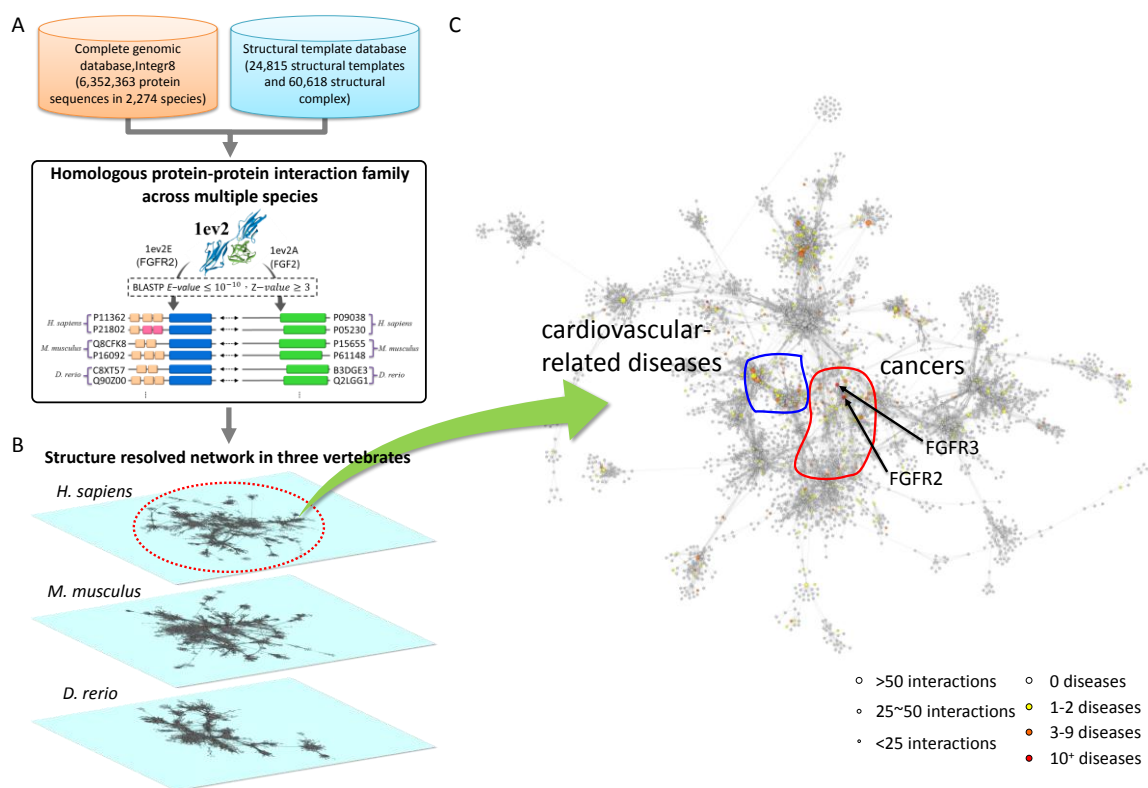 A
Complete genomic
database,Integr8
(6,352,363 protein
sequences in 2,274 species)
Structural template database
(24,815 structural templates
and 60,618 structural
complex)
Homologous protein-protein interaction family
across multiple species
1ev2
1ev2E
(FGFR2)
1ev2A
(FGF2)
BLASTP E-value ≤ 10⁻¹⁰ · Z-value ≥ 3
H. sapiens
P11362
P21802
P09038
P05230
H. sapiens
M. musculus
Q8CFK8
P16092
P15655
P61148
M. musculus
D. rerio
C8XT57
Q90Z00
B3DGE3
Q2LGG1
D. rerio
B
Structure resolved network in three vertebrates
H. sapiens
M. musculus
D. rerio
C
cardiovascular-
related diseases
cancers
FGFR3
FGFR2
>50 interactions
25~50 interactions
<25 interactions
0 diseases
1-2 diseases
3-9 diseases
10⁺ diseases